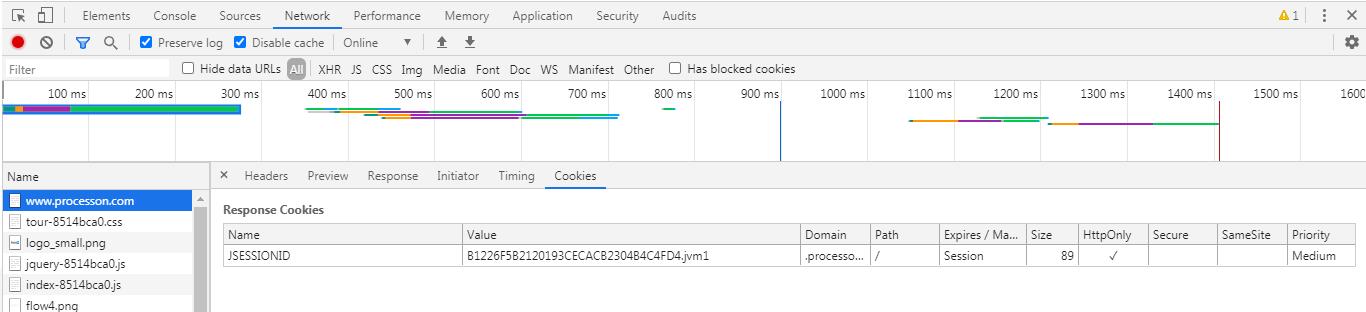 Elements Console Sources Network Performance Memory Application Security Audits 1
Preserve log Disable cache Online
Filter Hide data URLs All XHR JS CSS Img Media Font Doc WS Manifest Other Has blocked cookies
100 ms 200 ms 300 ms 400 ms 500 ms 600 ms 700 ms 800 ms 900 ms 1000 ms 1100 ms 1200 ms 1300 ms 1400 ms 1500 ms 1600 ms
Name Headers Preview Response Initiator Timing Cookies
www.processon.com
tour-8514bca0.css
logo_small.png
jquery-8514bca0.js
index-8514bca0.js
flow4.png
Response Cookies
Name Value Domain Path Expires / Ma... Size HttpOnly Secure SameSite Priority
JSESSIONID B1226F5B2120193CECACB2304B4C4FD4.jvm1 .processo... / Session 89 ✓ Medium